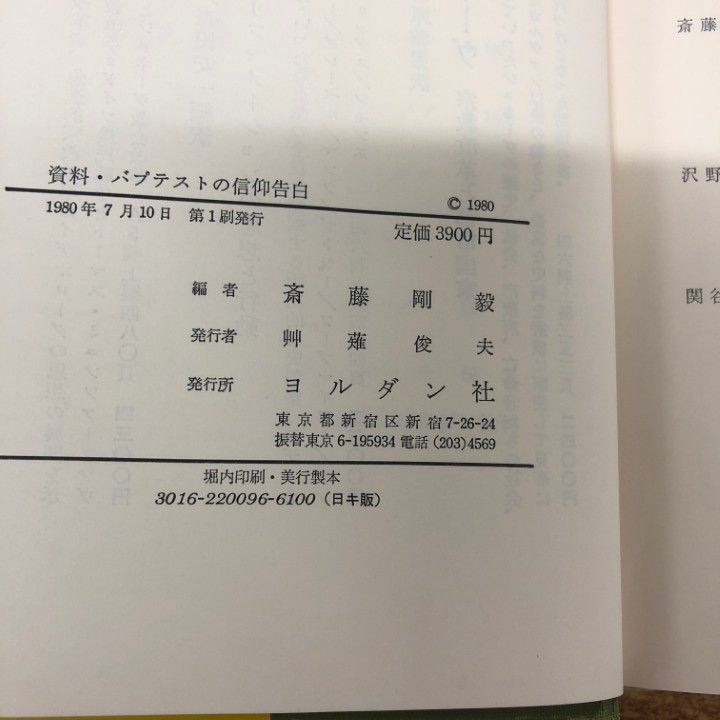 資料・バプテストの信仰告白
© 1980
1980年7月10日 第1刷発行
定価3900円
編者 斎藤剛毅
発行者 艸薙俊夫
発行所 ヨルダン社
東京都新宿区新宿7-26-24
振替東京6-195934 電話(203)4569
堀内印刷・美行製本
3016-220096-6100(日キ版)
斎藤
沢野
関谷